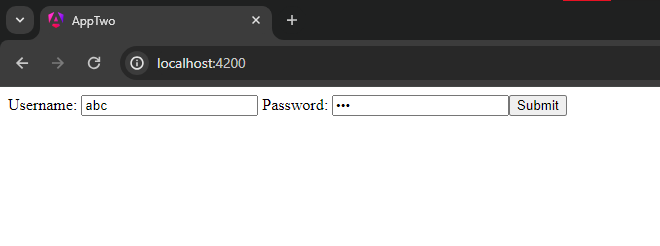 AppTwo
localhost:4200
Username: abc Password: ••• Submit